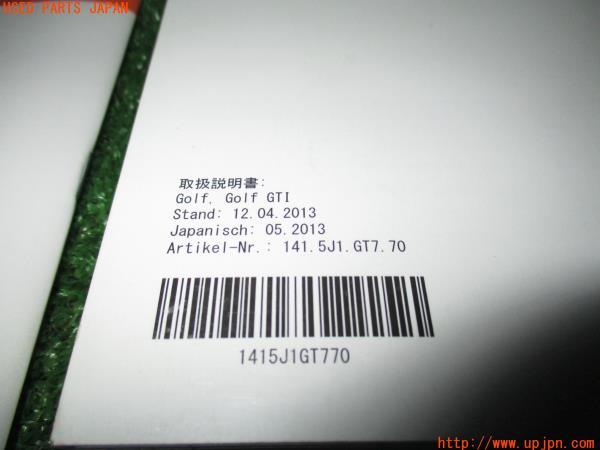 USED PARTS JAPAN
取扱説明書:
Golf, Golf GTI
Stand: 12.04.2013
Japanisch: 05.2013
Artikel-Nr.: 141.5J1.GT7.70
1415J1GT770
http://www.upjpn.com/